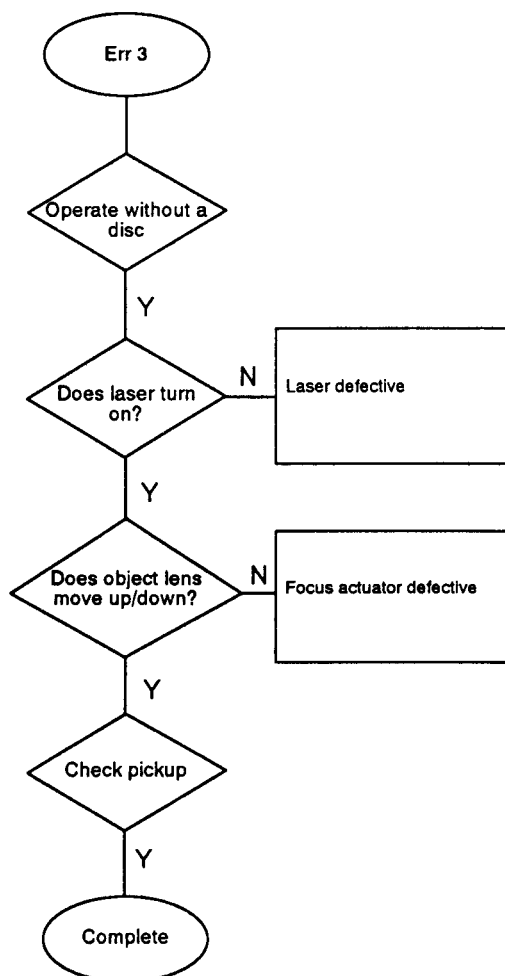 Err 3
Operate without a
disc
Y
Does laser turn
on?
N
Laser defective
Y
Does object lens
move up/down?
N
Focus actuator defective
Y
Check pickup
Y
Complete